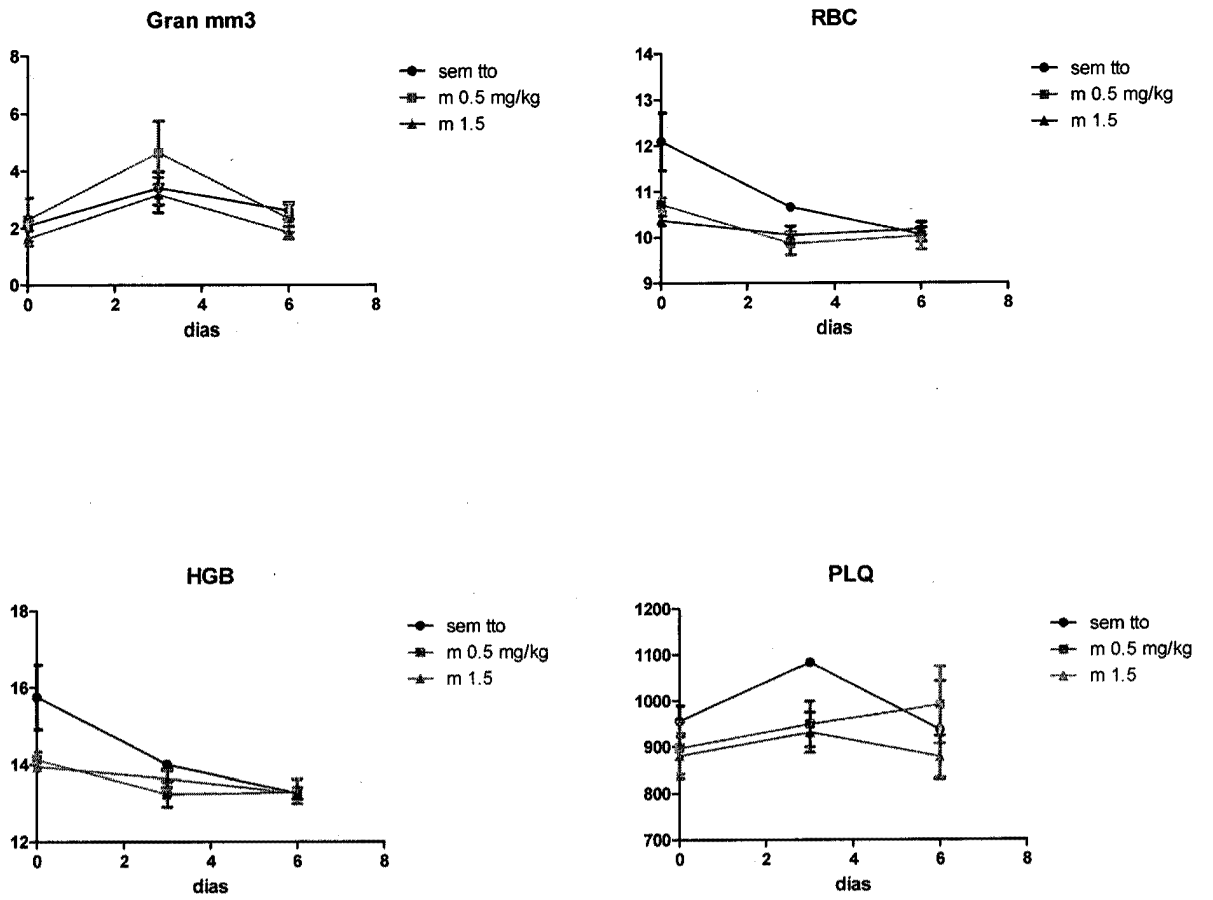 Gran mm3
8
6
4
2
0
0 2 4 6 8
dias
sem tto
m 0.5 mg/kg
m 1.5
RBC
14
13
12
11
10
9
0 2 4 6 8
dias
sem tto
m 0.5 mg/kg
m 1.5
HGB
18
16
14
12
0 2 4 6 8
dias
sem tto
m 0.5 mg/kg
m 1.5
PLQ
1200
1100
1000
900
800
700
0 2 4 6 8
dias
sem tto
m 0.5 mg/kg
m 1.5